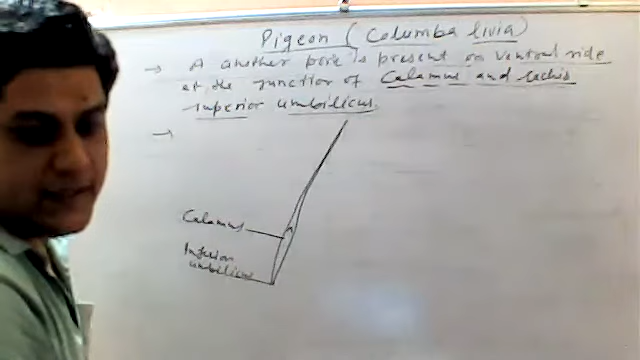 Pigeon (Columba livia)
→ A another pore is present on ventral side
at the junction of Calamus and rachis
inferior umbilicus.
→
Calamus
Inferior
umbilicus